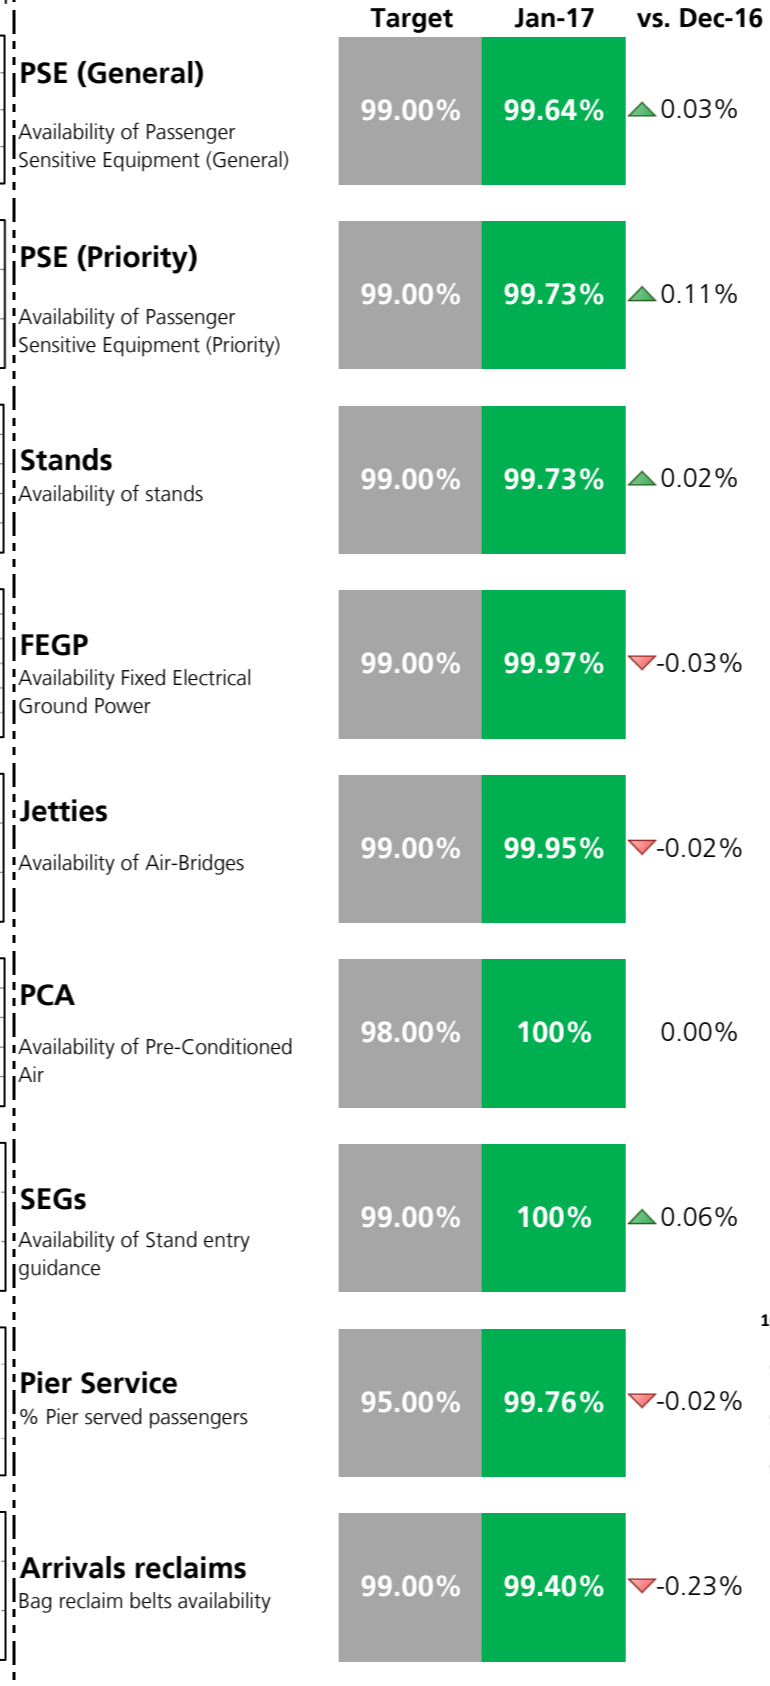 Target Jan-17 vs. Dec-16
PSE (General)
Availability of Passenger
Sensitive Equipment (General)
99.00% 99.64% 0.03%
PSE (Priority)
Availability of Passenger
Sensitive Equipment (Priority)
99.00% 99.73% 0.11%
Stands
Availability of stands
99.00% 99.73% 0.02%
FEGP
Availability Fixed Electrical
Ground Power
99.00% 99.97% -0.03%
Jetties
Availability of Air-Bridges
99.00% 99.95% -0.02%
PCA
Availability of Pre-Conditioned
Air
98.00% 100% 0.00%
SEGs
Availability of Stand entry
guidance
99.00% 100% 0.06%
Pier Service
% Pier served passengers
95.00% 99.76% -0.02%
Arrivals reclaims
Bag reclaim belts availability
99.00% 99.40% -0.23%